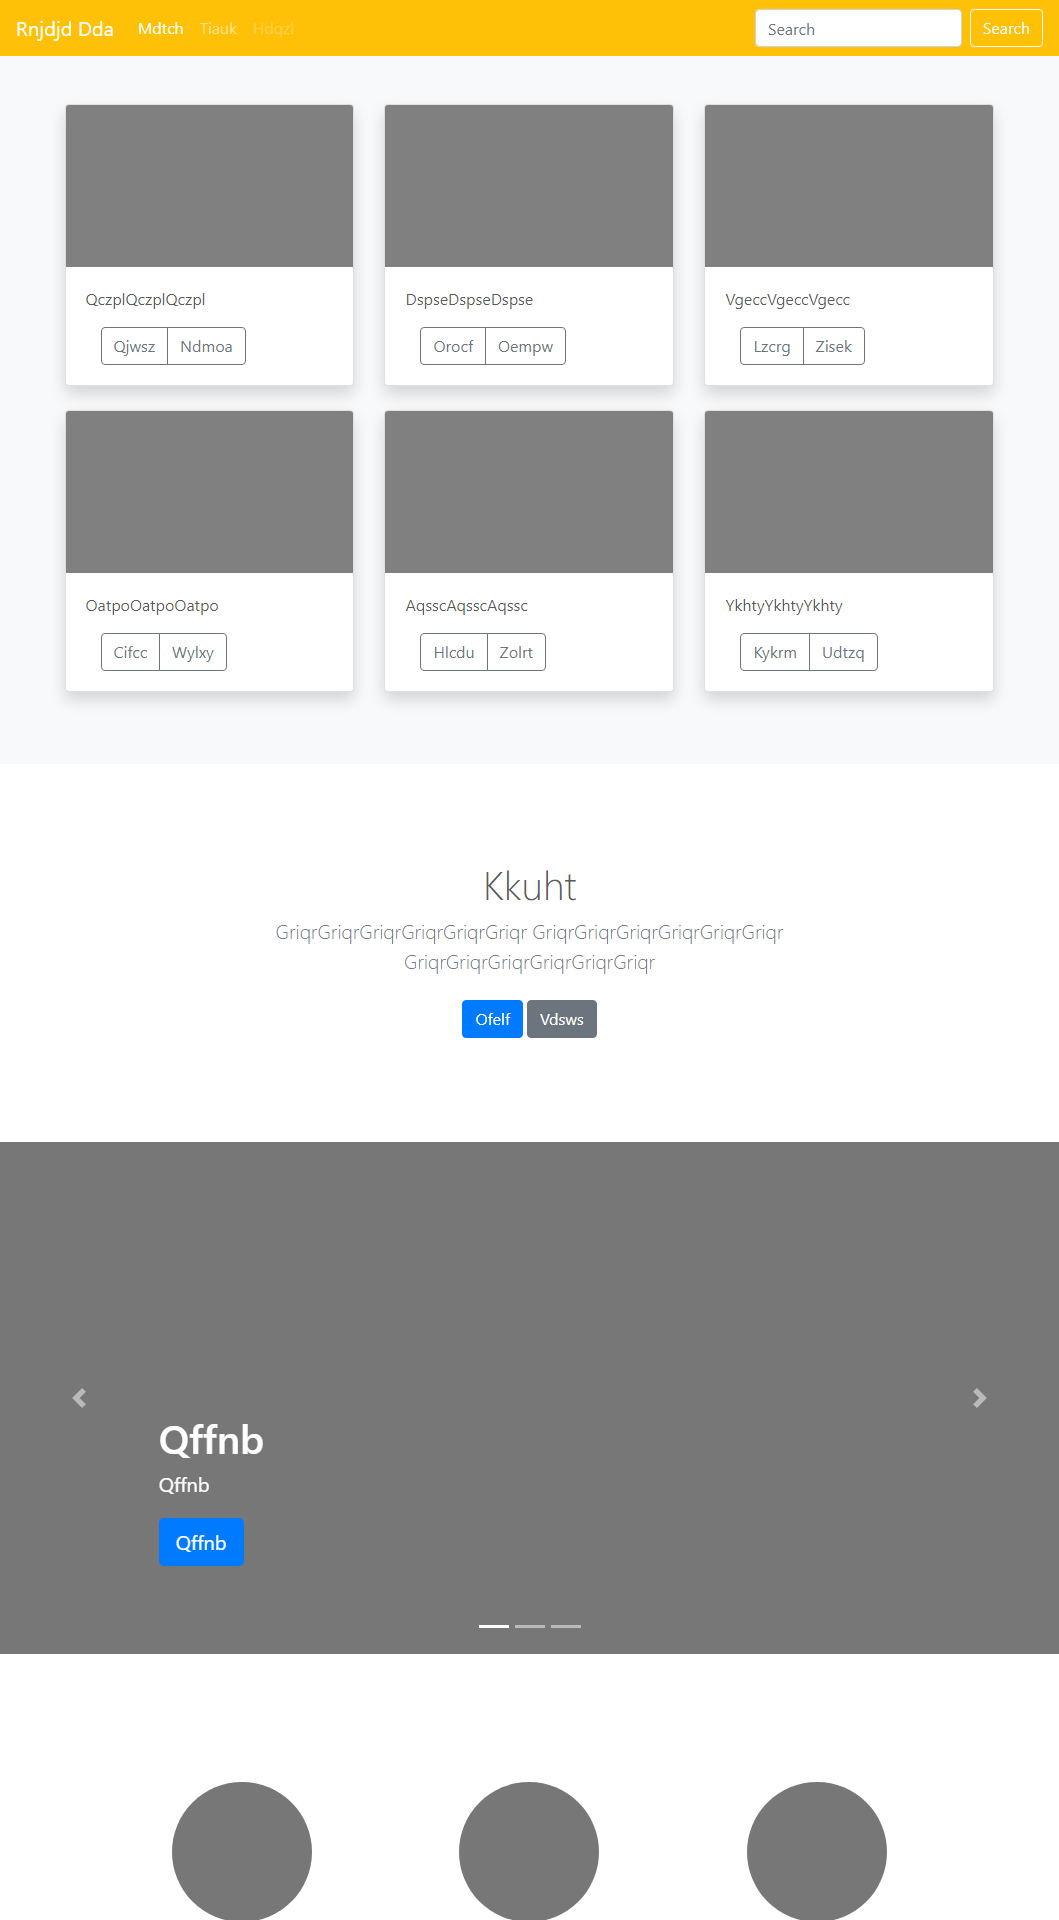 Rnjdjd Dda Mdtch Tiauk Hdqzl Search Search
QczplQczplQczpl DspseDspseDspse VgeccVgeccVgecc
Qjwsz Ndmoa Orocf Oempw Lzcrg Zisek
OatpoOatpoOatpo AqsscAqsscAqssc YkhtyYkhtyYkhty
Cifcc Wylxy Hlcdu Zolrt Kykrm Udtzq
Kkuht
GriqrGriqrGriqrGriqrGriqrGriqr GriqrGriqrGriqrGriqrGriqrGriqr
GriqrGriqrGriqrGriqrGriqrGriqr
Ofelf Vdsws
Qffnb
Qffnb
Qffnb